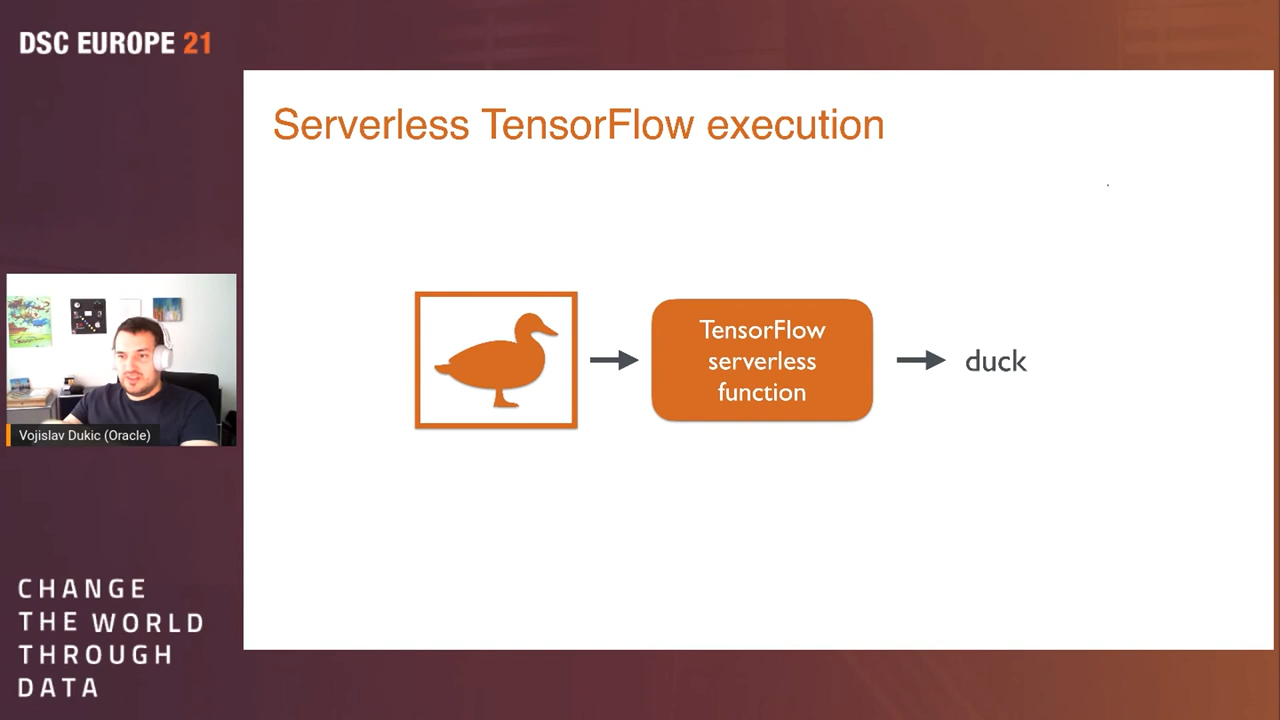 DSC EUROPE 21
Serverless TensorFlow execution
TensorFlow
serverless
function
duck
Vojislav Dukic (Oracle)
CHANGE
THE WORLD
THROUGH
DATA